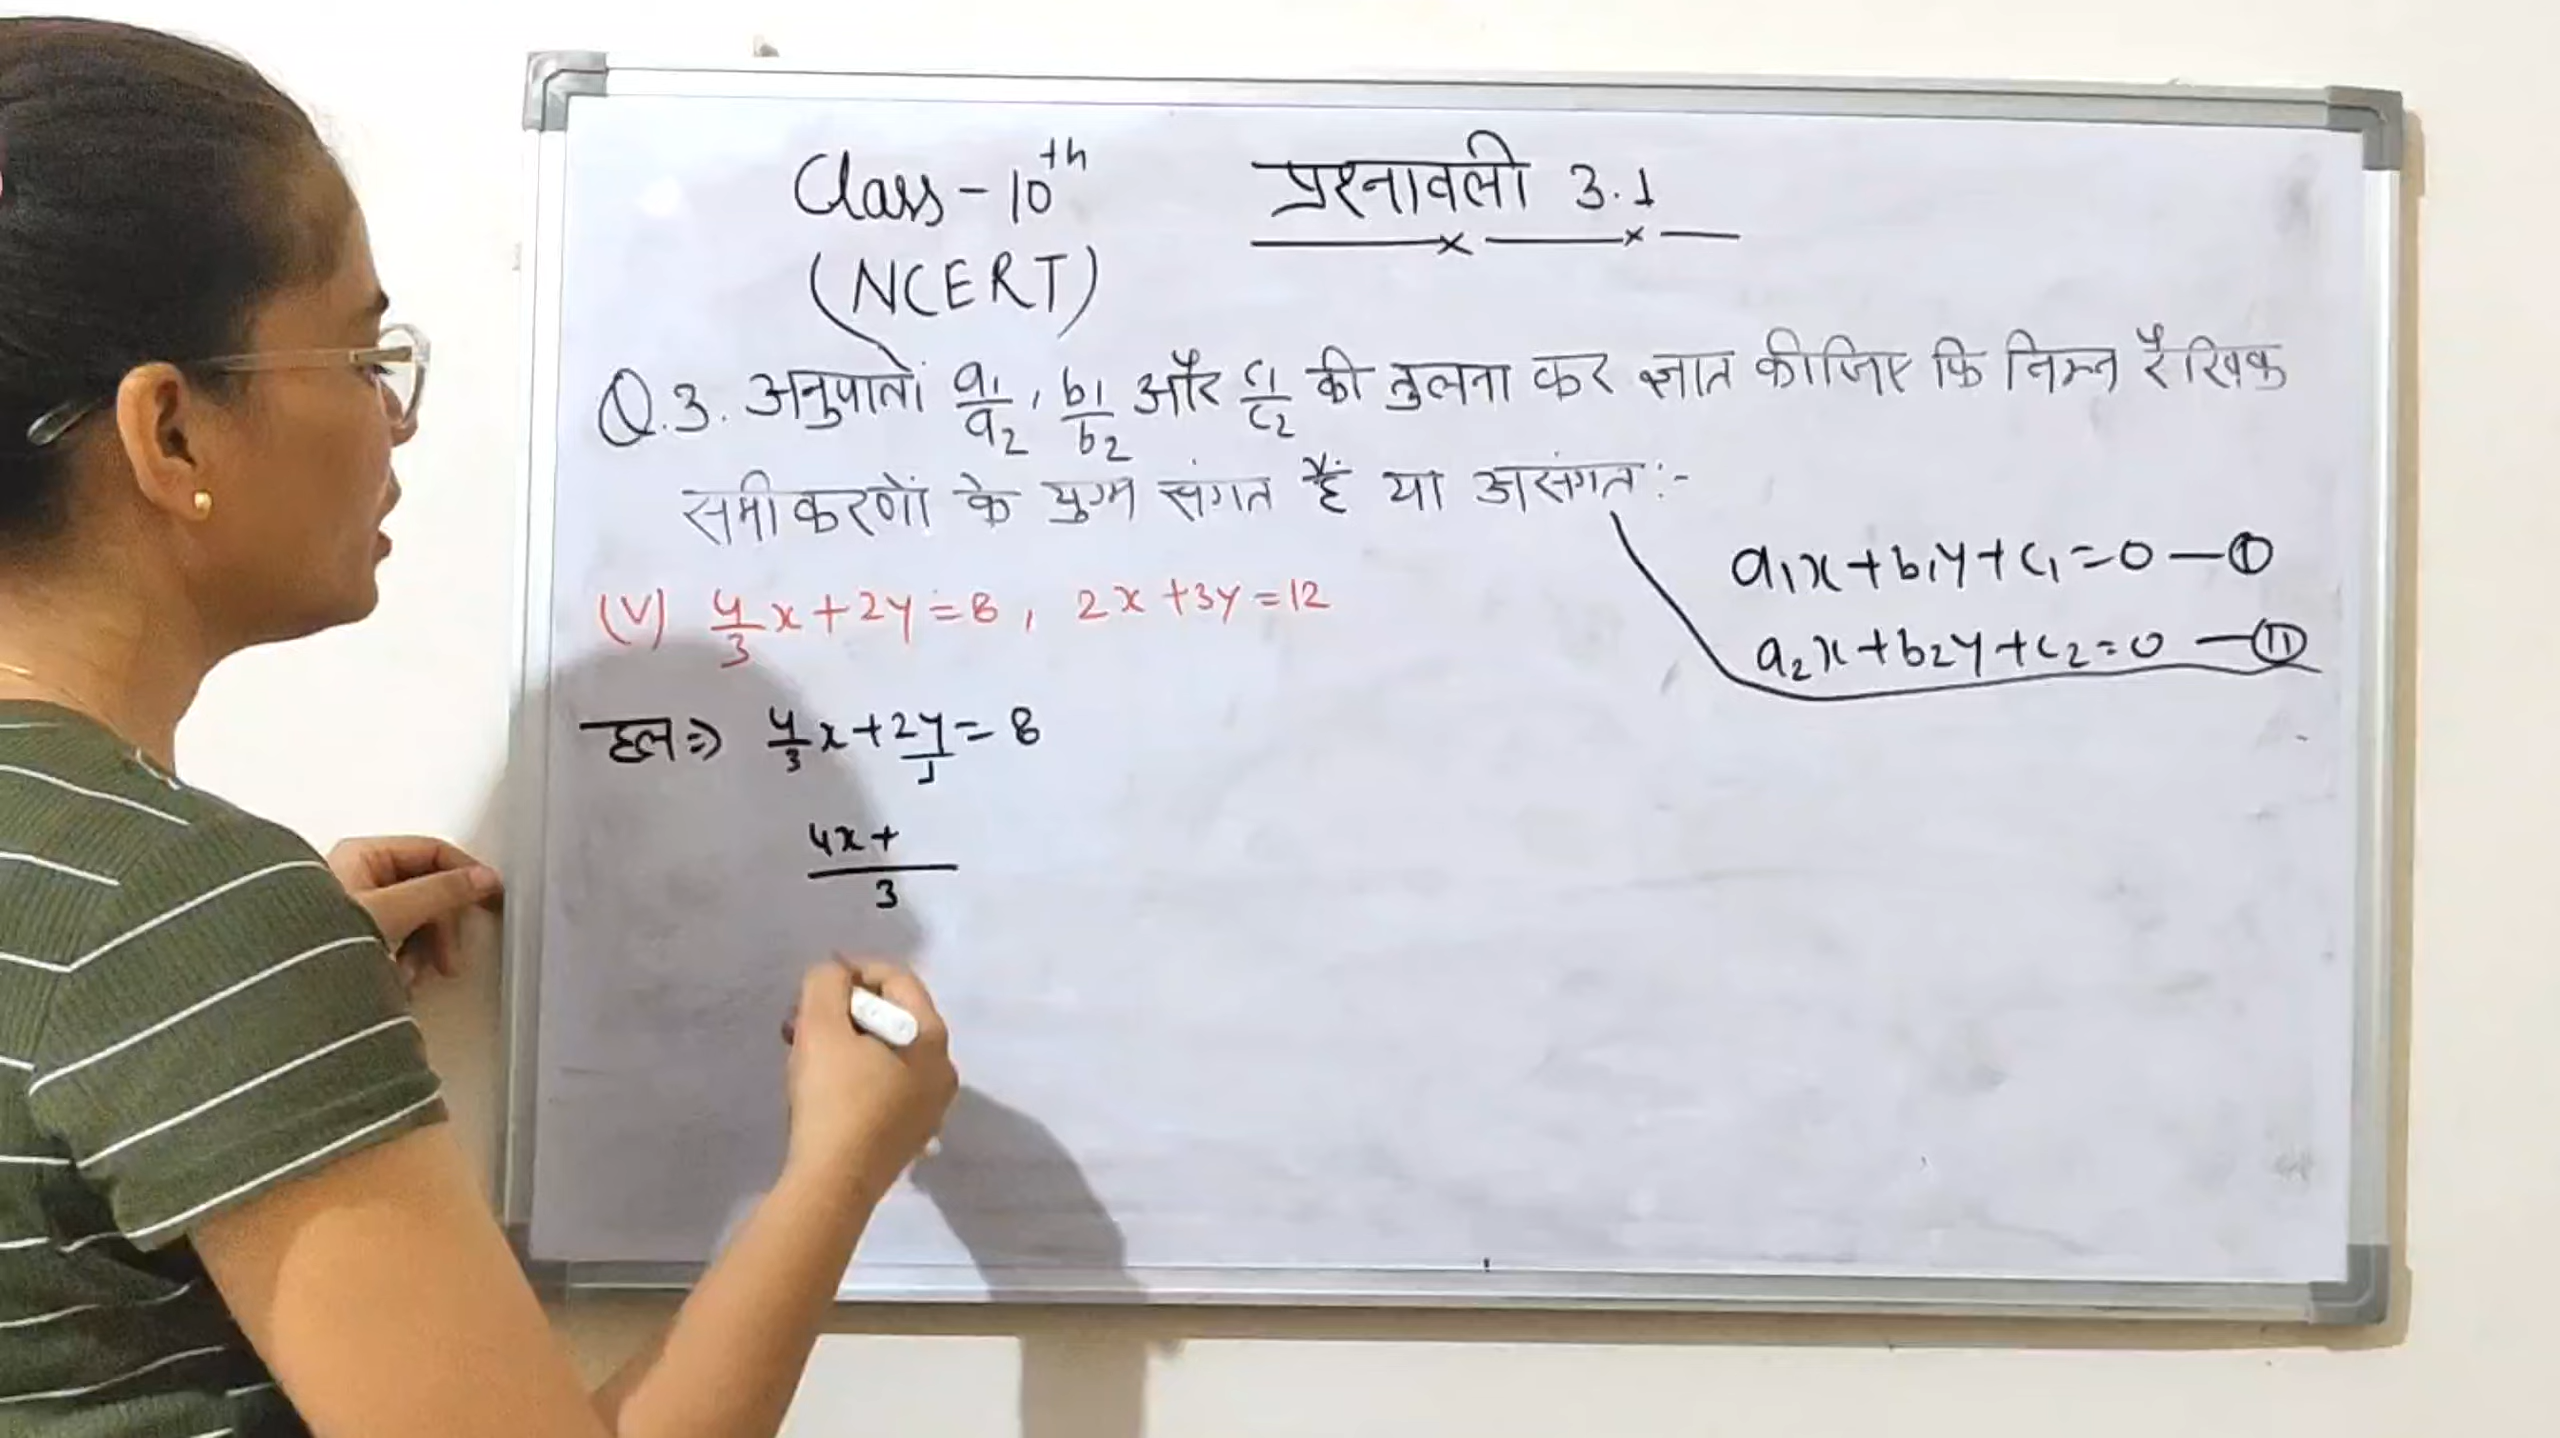 Class - 10th
(NCERT)
प्रश्नावली 3.1
Q.3. अनुपातों a₁/a₂, b₁/b₂ और c₁/c₂ की तुलना कर ज्ञात कीजिए कि निम्न रैखिक
समीकरणों के युग्म संगत हैं या असंगत :-
a₁x + b₁y + c₁ = 0 — (I)
a₂x + b₂y + c₂ = 0 — (II)
(V) 4/3 x + 2y = 8, 2x + 3y = 12
हल ⇒ 4/3 x + 2y/1 = 8
4x + / 3